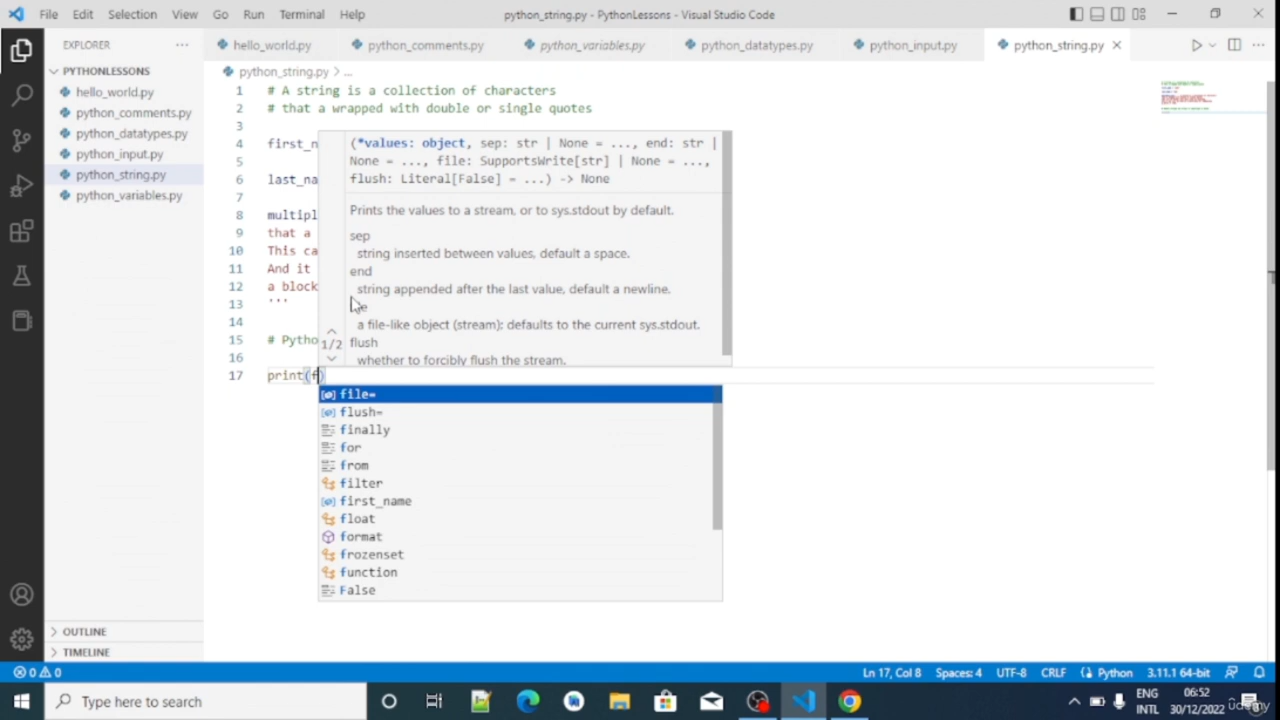 File Edit Selection View Go Run Terminal Help python_string.py - PythonLessons - Visual Studio Code
EXPLORER
hello_world.py python_comments.py python_variables.py python_datatypes.py python_input.py python_string.py
PYTHONLESSONS
hello_world.py
python_comments.py
python_datatypes.py
python_input.py
python_string.py
python_variables.py
OUTLINE
TIMELINE
python_string.py > ...
1 # A string is a collection of characters
2 # that a wrapped with double or single quotes
3
4 first_n
5
6 last_na
7
8 multipl
9 that a
10 This ca
11 And it
12 a block
13 '''
14
15 # Pytho
16
17 print(f)
(*values: object, sep: str | None = ..., end: str |
None = ..., file: SupportsWrite[str] | None = ...,
flush: Literal[False] = ...) -> None
Prints the values to a stream, or to sys.stdout by default.
sep
string inserted between values, default a space.
end
string appended after the last value, default a newline.
a file-like object (stream): defaults to the current sys.stdout.
1/2
flush
whether to forcibly flush the stream.
file=
flush=
finally
for
from
filter
first_name
float
format
frozenset
function
False
0 0 Ln 17, Col 8 Spaces: 4 UTF-8 CRLF Python 3.11.1 64-bit
Type here to search
ENG
INTL
06:52
30/12/2022
udemy